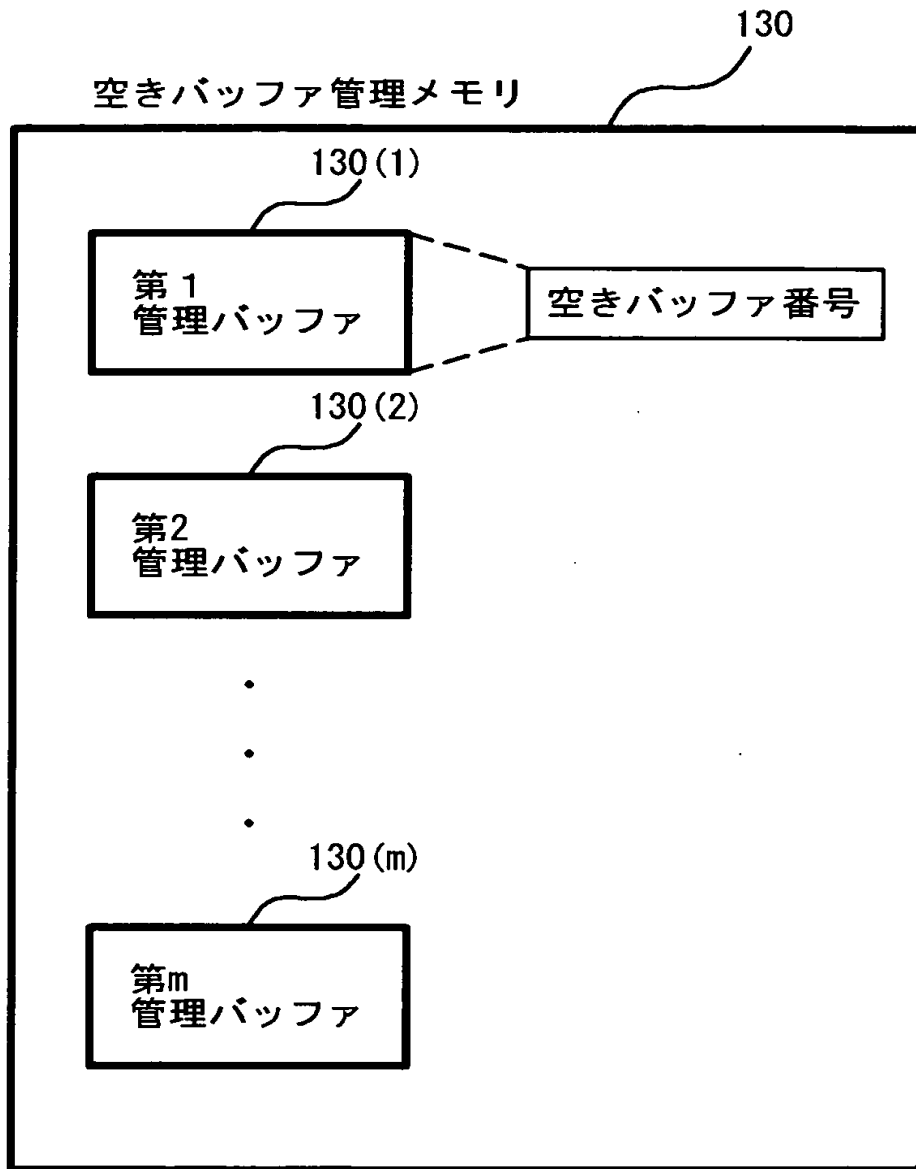 130
空きバッファ管理メモリ
130(1)
第1
管理バッファ
空きバッファ番号
130(2)
第2
管理バッファ
130(m)
第m
管理バッファ